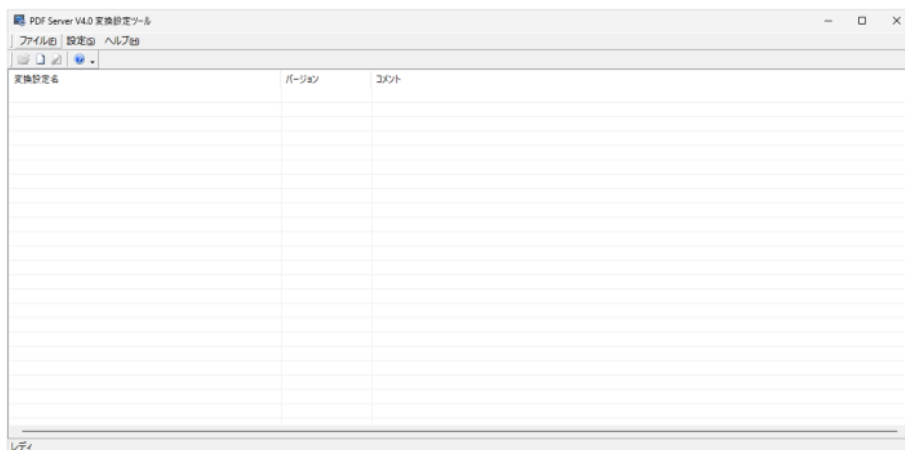 PDF Server V4.0 変換設定ツール
ファイル(F) 設定(S) ヘルプ(H)
変換設定名 バージョン コメント
レディ